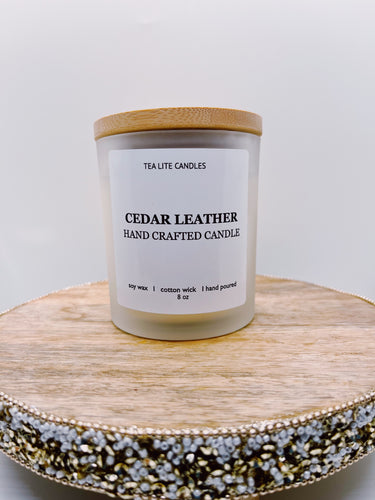 TEA LITE CANDLES
CEDAR LEATHER
HAND CRAFTED CANDLE
soy wax I cotton wick I hand poured
8 oz